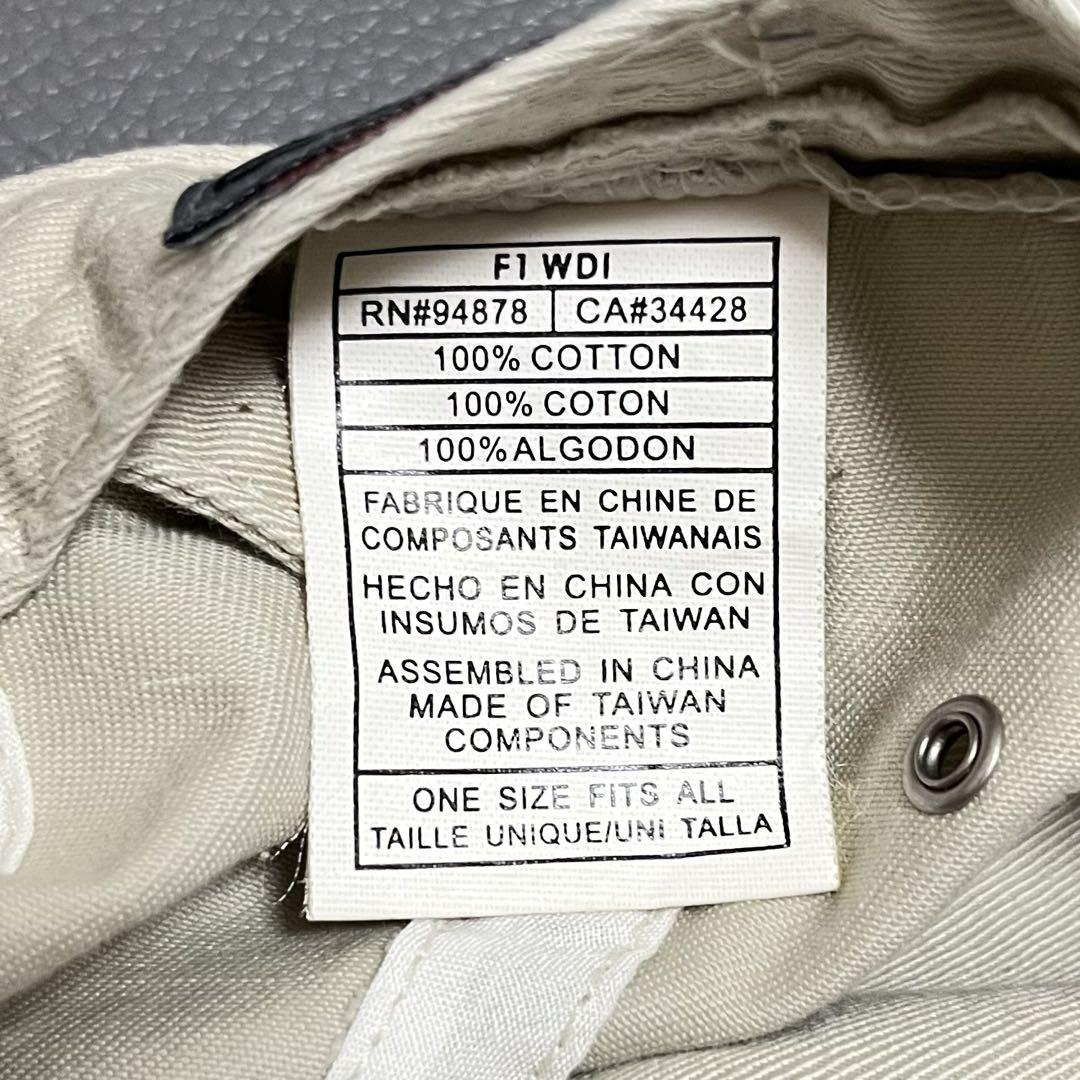 F1 WDI
RN#94878 CA#34428
100% COTTON
100% COTON
100% ALGODON
FABRIQUE EN CHINE DE
COMPOSANTS TAIWANAIS
HECHO EN CHINA CON
INSUMOS DE TAIWAN
ASSEMBLED IN CHINA
MADE OF TAIWAN
COMPONENTS
ONE SIZE FITS ALL
TAILLE UNIQUE/UNI TALLA